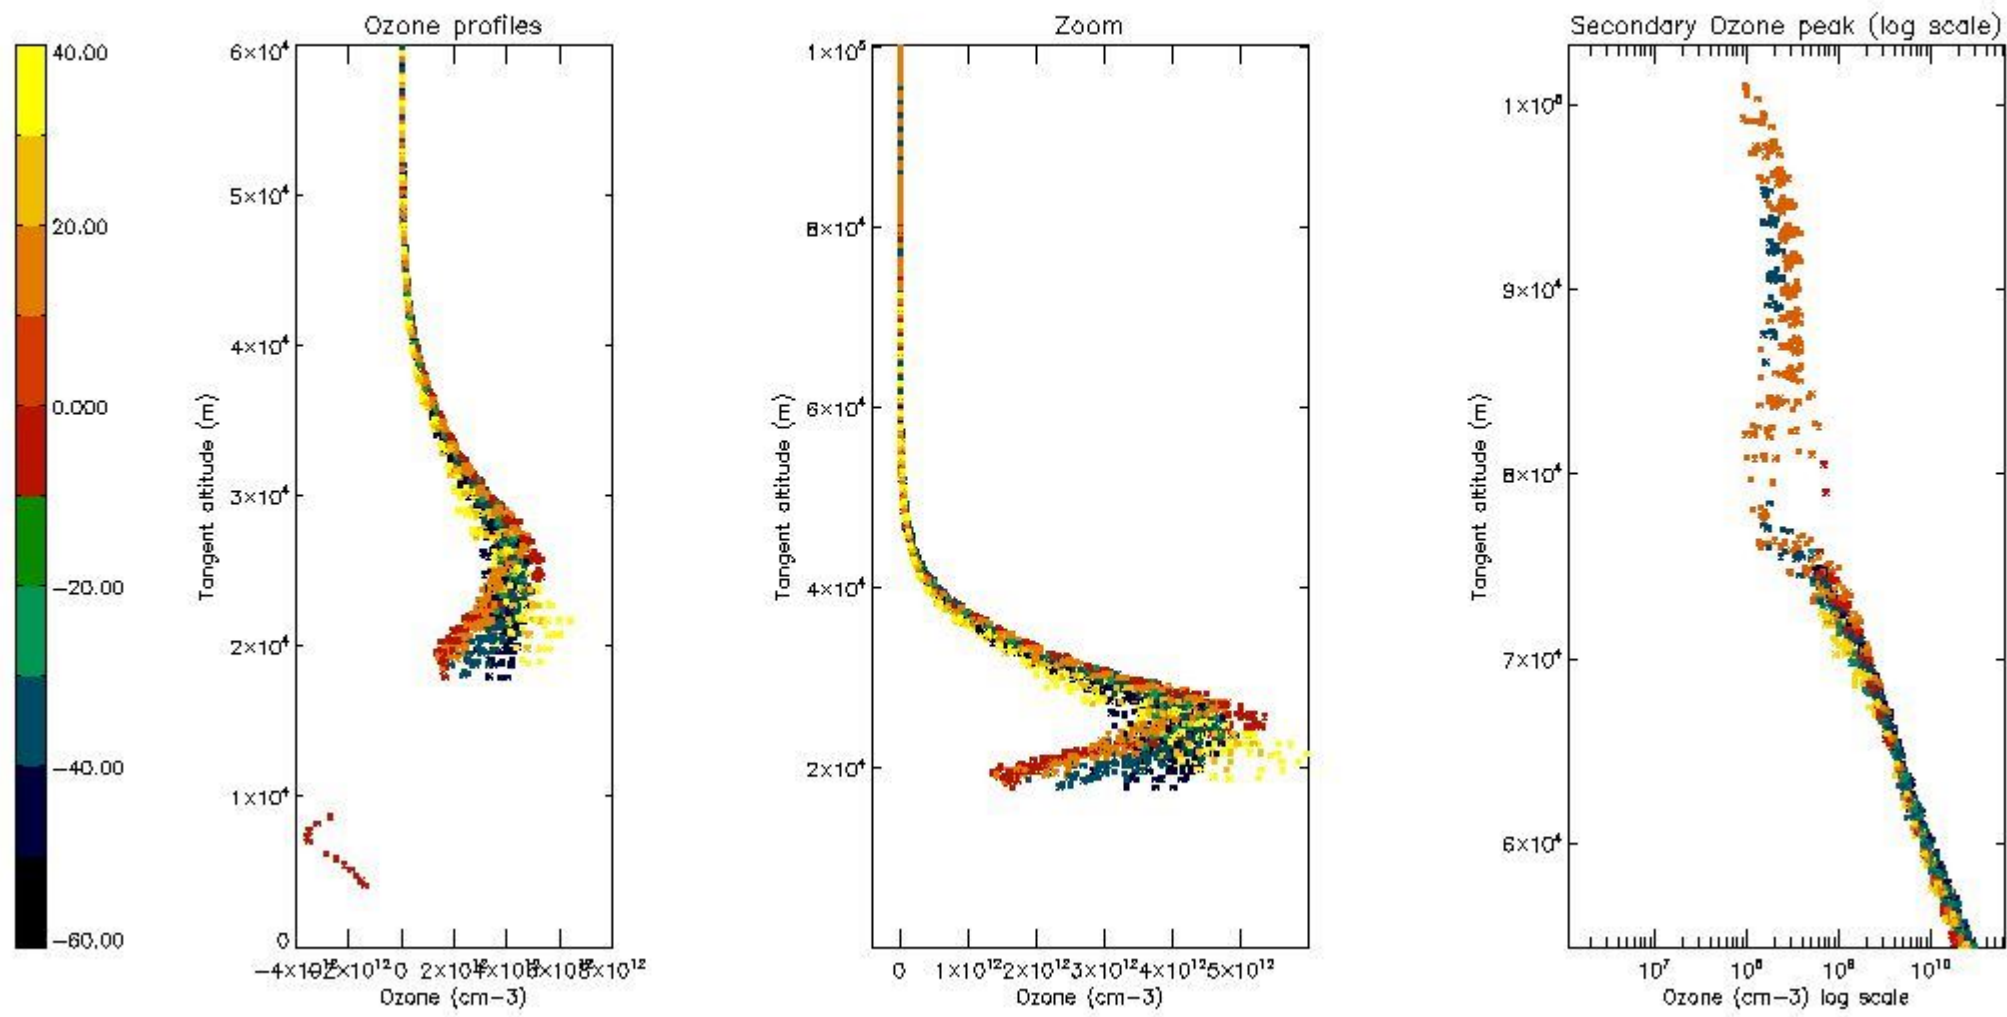 Ozone profiles
Zoom
Secondary Ozone peak (log scale)
40.00
20.00
0.000
−20.00
−40.00
−60.00
6×10⁴
5×10⁴
4×10⁴
3×10⁴
2×10⁴
1×10⁴
0
Tangent altitude (m)
0
Ozone (cm−3)
1×10⁵
8×10⁴
6×10⁴
4×10⁴
2×10⁴
Tangent altitude (m)
0 1×10¹² 2×10¹² 3×10¹² 4×10¹² 5×10¹²
Ozone (cm−3)
9×10⁴
8×10⁴
7×10⁴
6×10⁴
Tangent altitude (m)
10⁷ 10¹⁰
Ozone (cm−3) log scale